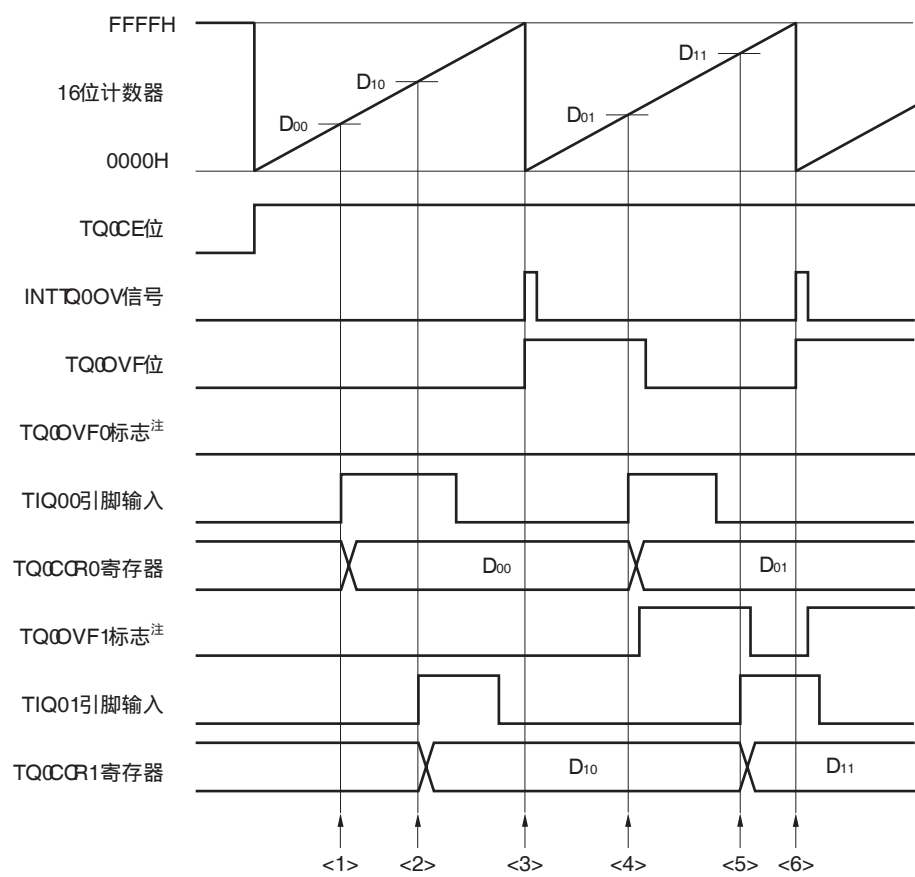 FFFFH
16位计数器
0000H
D10
D00
D11
D01
TQ0CE位
INTTQ0OV信号
TQ0OVF位
TQ0OVF0标志注
TIQ00引脚输入
TQ0CCR0寄存器
D00
D01
TQ0OVF1标志注
TIQ01引脚输入
TQ0CCR1寄存器
D10
D11
<1> <2> <3> <4> <5> <6>